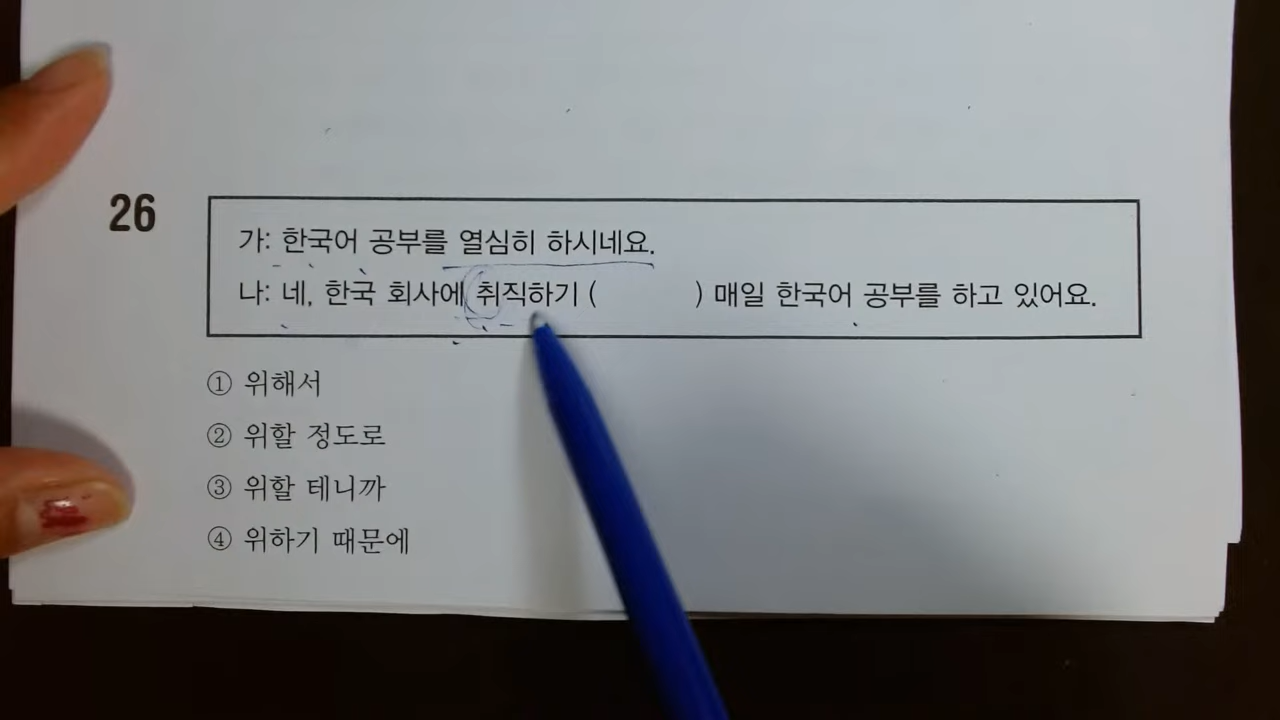 26
가: 한국어 공부를 열심히 하시네요.
나: 네, 한국 회사에 취직하기 ( ) 매일 한국어 공부를 하고 있어요.
① 위해서
② 위할 정도로
③ 위할 테니까
④ 위하기 때문에